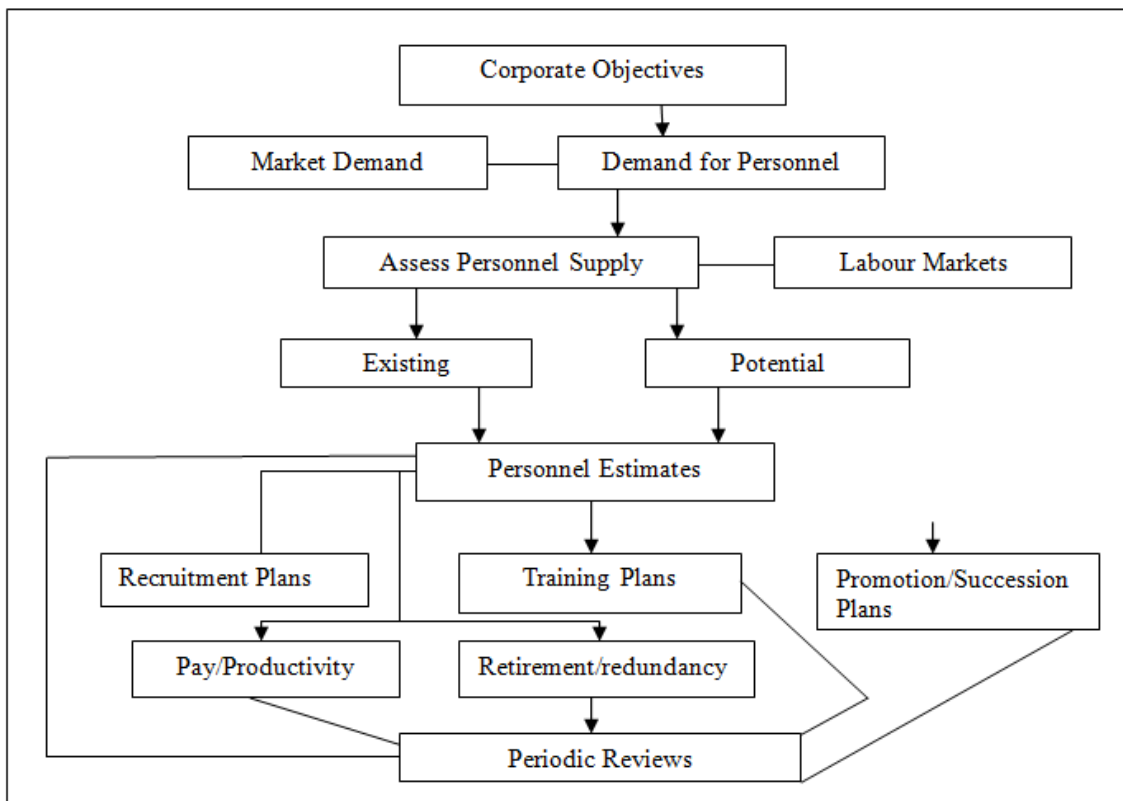 Corporate Objectives
Market Demand
Demand for Personnel
Assess Personnel Supply
Labour Markets
Existing
Potential
Personnel Estimates
Recruitment Plans
Training Plans
Promotion/Succession
Plans
Pay/Productivity
Retirement/redundancy
Periodic Reviews